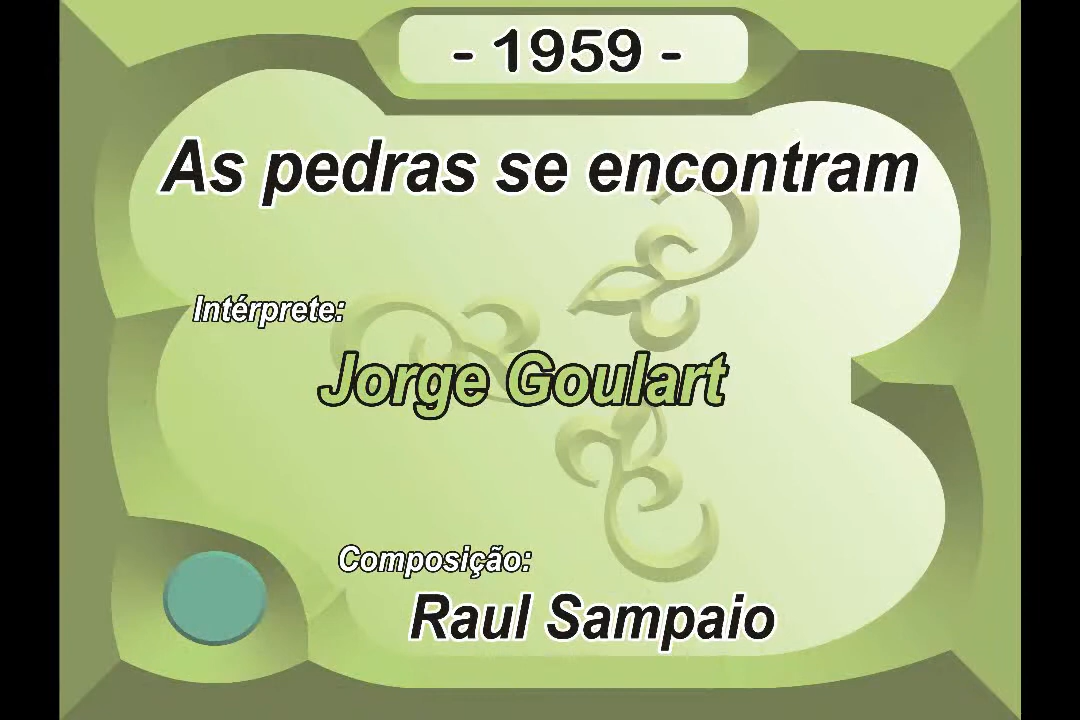 - 1959 -
As pedras se encontram
Intérprete:
Jorge Goulart
Composição:
Raul Sampaio